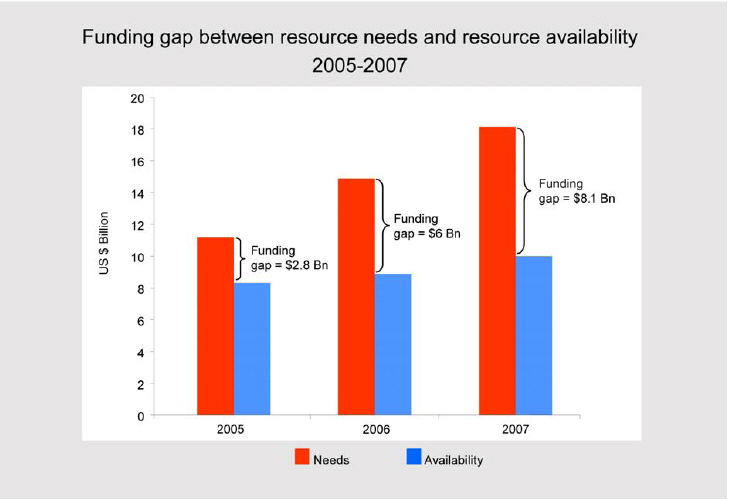 Funding gap between resource needs and resource availability
2005-2007
20
18
16
14
12
10
8
6
4
2
0
US $ Billion
Funding
gap = $2.8 Bn
Funding
gap = $6 Bn
Funding
gap = $8.1 Bn
2005
2006
2007
Needs
Availability